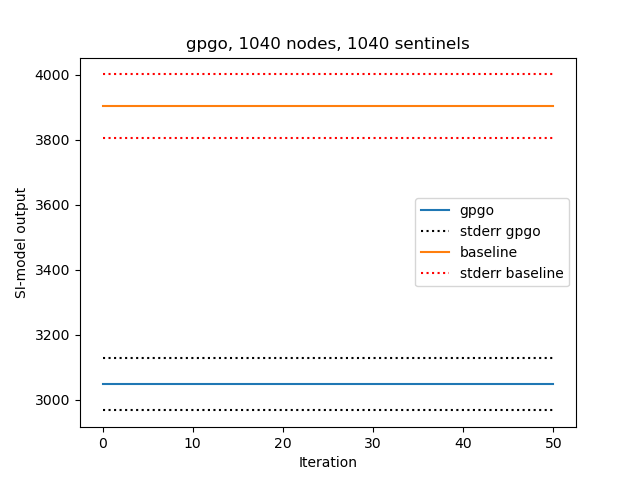 gpgo, 1040 nodes, 1040 sentinels
SI-model output
4000
3800
3600
3400
3200
3000
gpgo
stderr gpgo
baseline
stderr baseline
0 10 20 30 40 50
Iteration